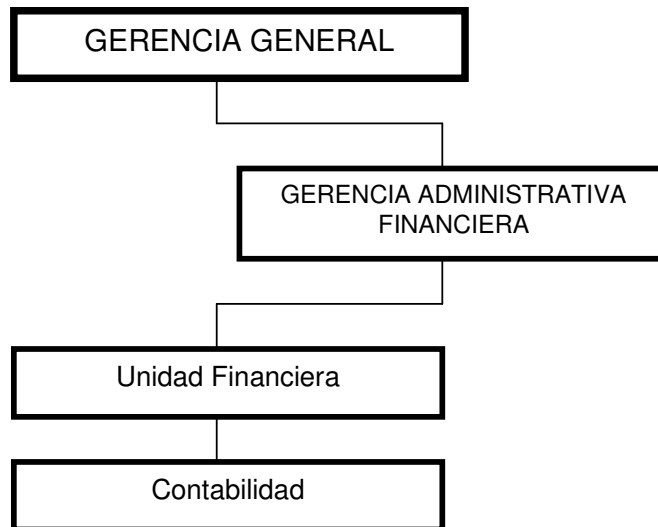 GERENCIA GENERAL
GERENCIA ADMINISTRATIVA
FINANCIERA
Unidad Financiera
Contabilidad